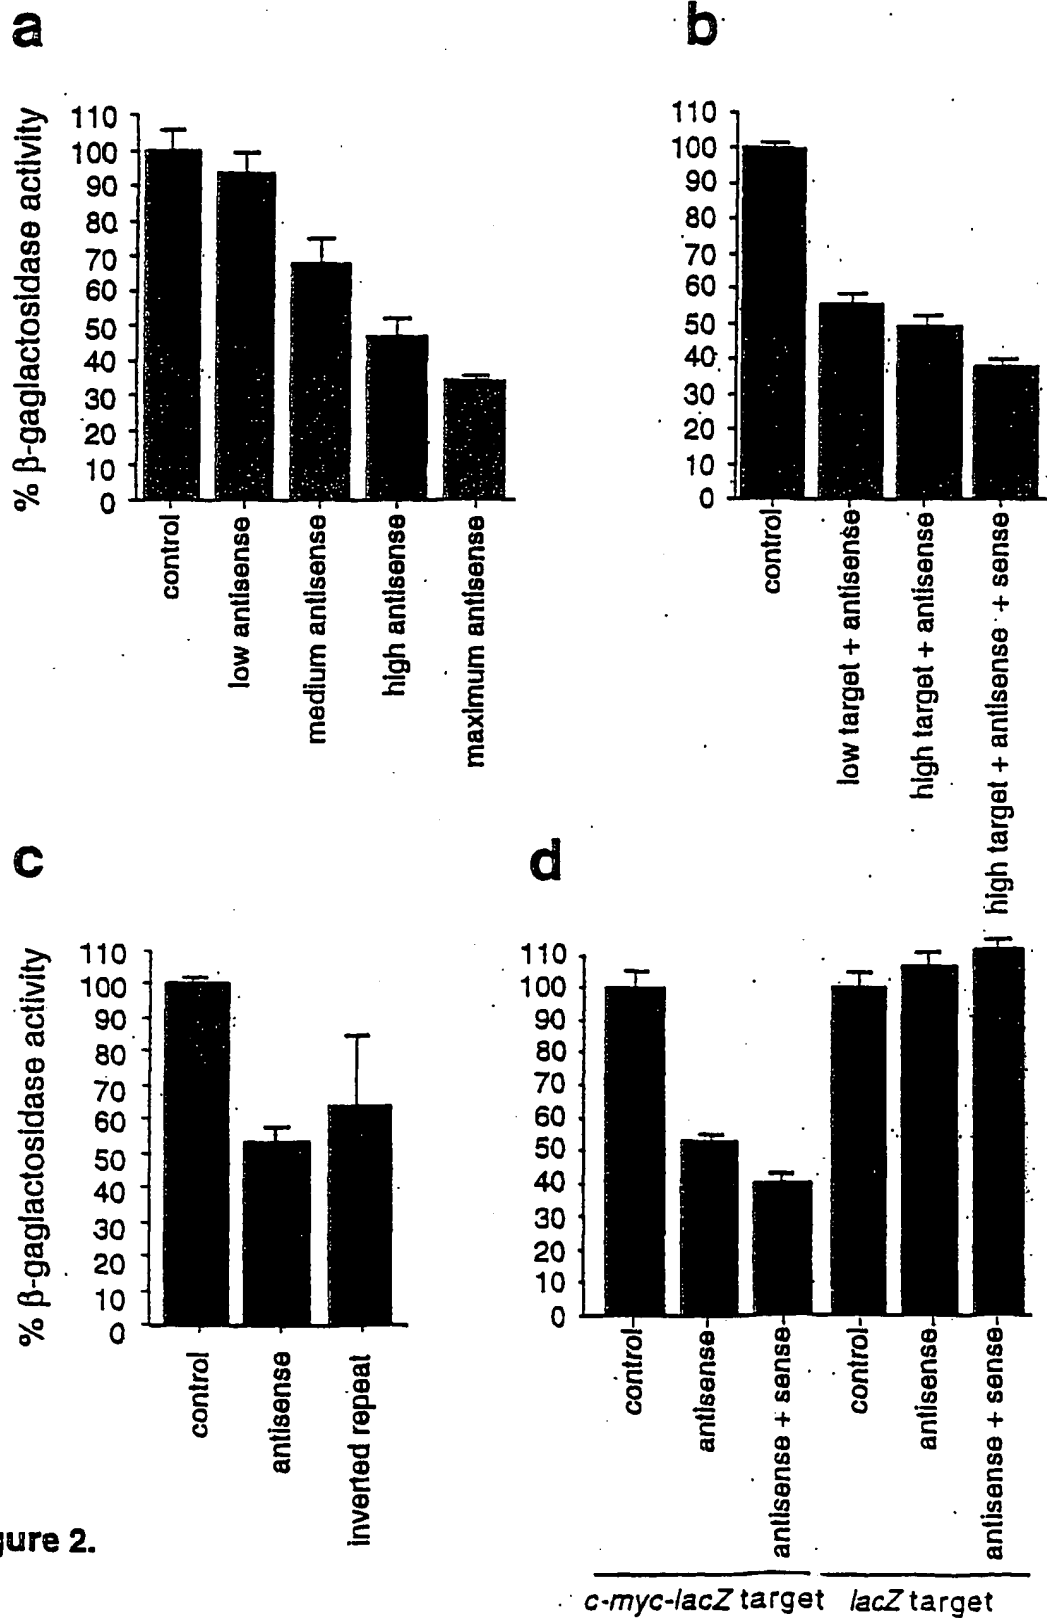 a
% β-gaglactosidase activity
110
100
90
80
70
60
50
40
30
20
10
0
control
low antisense
medium antisense
high antisense
maximum antisense
b
110
100
90
80
70
60
50
40
30
20
10
0
control
low target + antisense
high target + antisense
high target + antisense + sense
c
% β-gaglactosidase activity
110
100
90
80
70
60
50
40
30
20
10
0
control
antisense
inverted repeat
d
110
100
90
80
70
60
50
40
30
20
10
0
control
antisense
antisense + sense
control
antisense
antisense + sense
c-myc-lacZ target
lacZ target
gure 2.